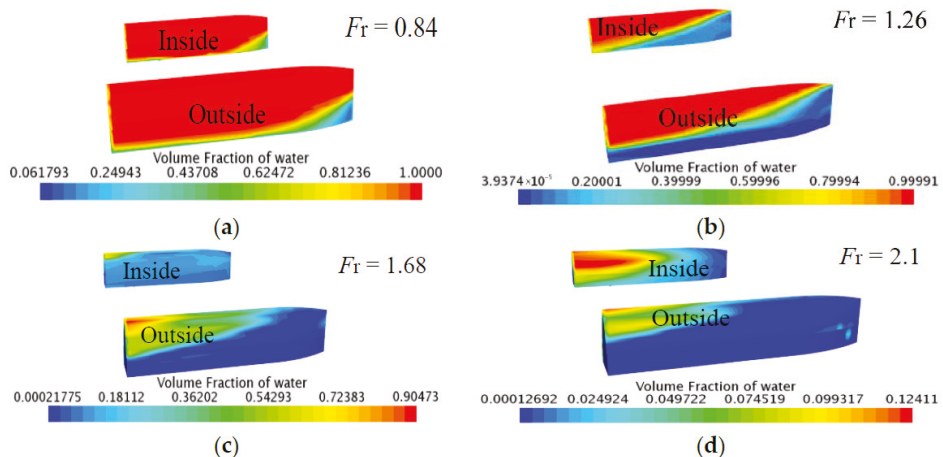 Fr = 0.84
Inside
Outside
Volume Fraction of water
0.061793 0.24943 0.43708 0.62472 0.81236 1.0000
(a)
Fr = 1.26
Inside
Outside
Volume Fraction of water
3.9374 ×10⁻⁵ 0.20001 0.39999 0.59996 0.79994 0.99991
(b)
Fr = 1.68
Inside
Outside
Volume Fraction of water
0.00021775 0.18112 0.36202 0.54293 0.72383 0.90473
(c)
Fr = 2.1
Inside
Outside
Volume Fraction of water
0.00012692 0.024924 0.049722 0.074519 0.099317 0.12411
(d)